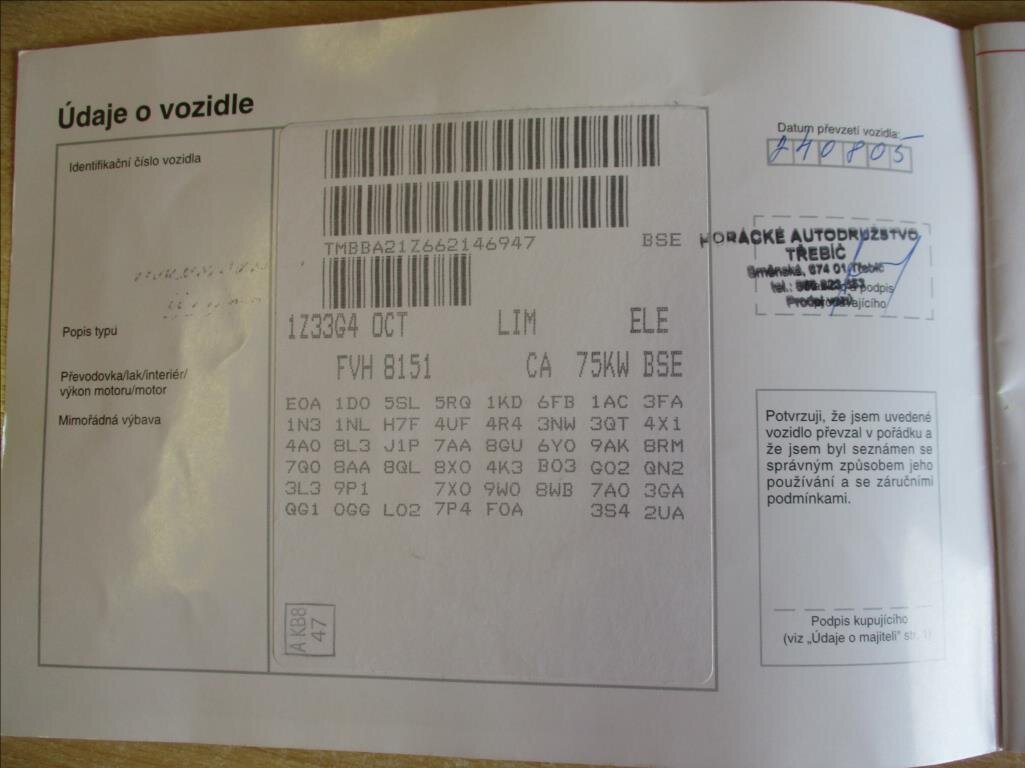 Údaje o vozidle
Identifikační číslo vozidla
TMBBA21Z662146947 BSE
Popis typu
1Z33G4 OCT LIM ELE
Převodovka/lak/interiér/
výkon motoru/motor
FVH 8151 CA 75KW BSE
Mimořádná výbava
E0A 1D0 5SL 5RQ 1KD 6FB 1AC 3FA
1N3 1NL H7F 4UF 4R4 3NW 3QT 4X1
4A0 8L3 J1P 7AA 8GU 6Y0 9AK 8RM
7Q0 8AA 8QL 8X0 4K3 B03 G02 QN2
3L3 9P1 7X0 9W0 8WB 7A0 3GA
QG1 0GG L02 7P4 F0A 3S4 2UA
A KB8
47
Datum převzetí vozidla:
240805
HORÁCKÉ AUTODRUŽSTVO
TŘEBÍČ
674 01 Třebíč
tel.:
podpis
Potvrzuji, že jsem uvedené
vozidlo převzal v pořádku a
že jsem byl seznámen se
správným způsobem jeho
používání a se záručními
podmínkami.
Podpis kupujícího
(viz „Údaje o majiteli" str. 1)